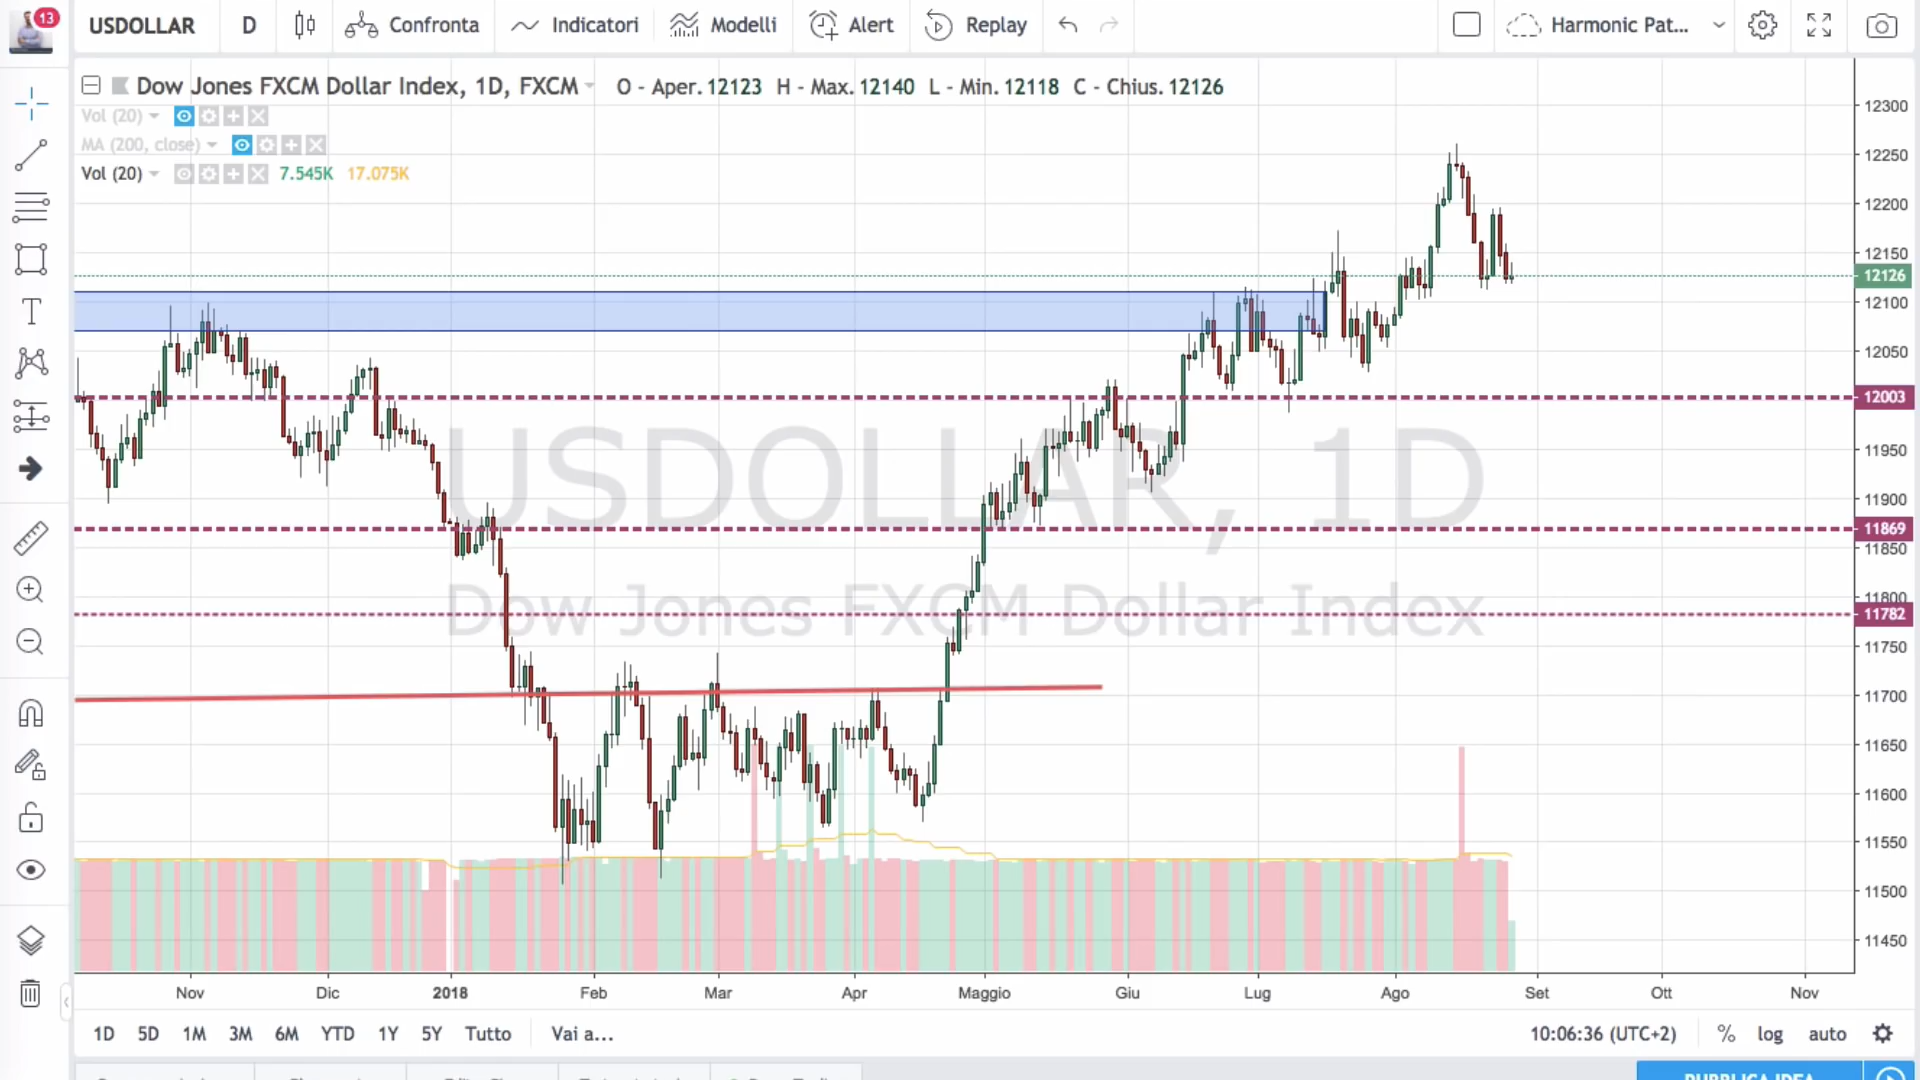 13
USDOLLAR D Confronta Indicatori Modelli Alert Replay Harmonic Pat...
Dow Jones FXCM Dollar Index, 1D, FXCM O - Aper. 12123 H - Max. 12140 L - Min. 12118 C - Chius. 12126
Vol (20)
MA (200, close)
Vol (20) 7.545K 17.075K
12300
12250
12200
12150
12126
12100
12050
12003
11950
11900
11869
11850
11800
11782
11750
11700
11650
11600
11550
11500
11450
USDOLLAR, 1D
Dow Jones FXCM Dollar Index
Nov Dic 2018 Feb Mar Apr Maggio Giu Lug Ago Set Ott Nov
1D 5D 1M 3M 6M YTD 1Y 5Y Tutto Vai a... 10:06:36 (UTC+2) % log auto
PUBBLICA IDEA